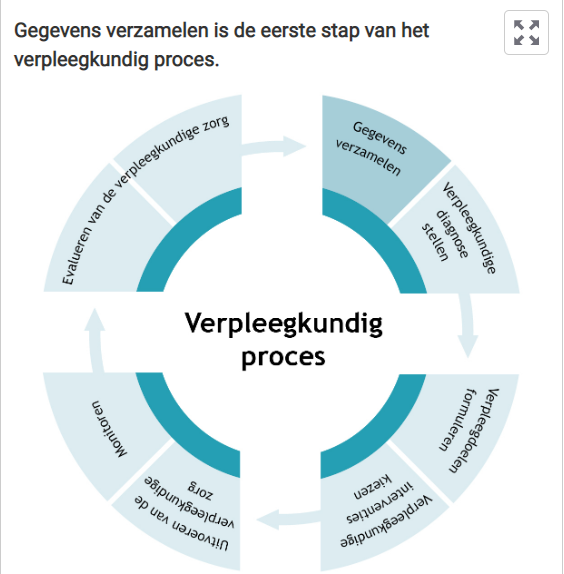 Gegevens verzamelen is de eerste stap van het
verpleegkundig proces.
Gegevens
verzamelen
Verpleegkundige
diagnose
stellen
Verpleegdoelen
formuleren
Verpleegkundige
interventies
kiezen
Uitvoeren van de
verpleegkundige
zorg
Monitoren
Evalueren van de verpleegkundige zorg
Verpleegkundig
proces